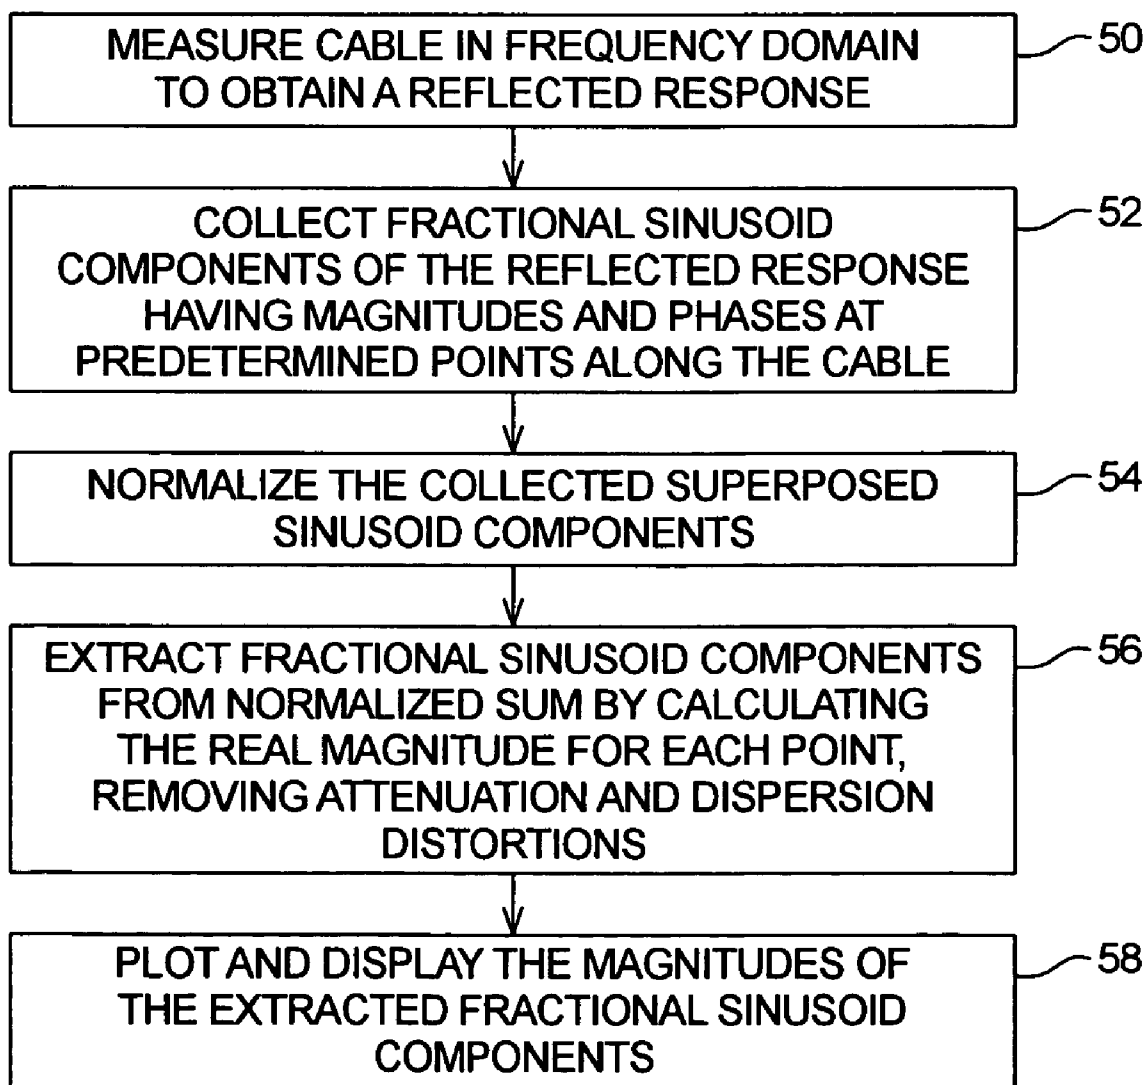 MEASURE CABLE IN FREQUENCY DOMAIN
TO OBTAIN A REFLECTED RESPONSE
50
COLLECT FRACTIONAL SINUSOID
COMPONENTS OF THE REFLECTED RESPONSE
HAVING MAGNITUDES AND PHASES AT
PREDETERMINED POINTS ALONG THE CABLE
52
NORMALIZE THE COLLECTED SUPERPOSED
SINUSOID COMPONENTS
54
EXTRACT FRACTIONAL SINUSOID COMPONENTS
FROM NORMALIZED SUM BY CALCULATING
THE REAL MAGNITUDE FOR EACH POINT,
REMOVING ATTENUATION AND DISPERSION
DISTORTIONS
56
PLOT AND DISPLAY THE MAGNITUDES OF
THE EXTRACTED FRACTIONAL SINUSOID
COMPONENTS
58